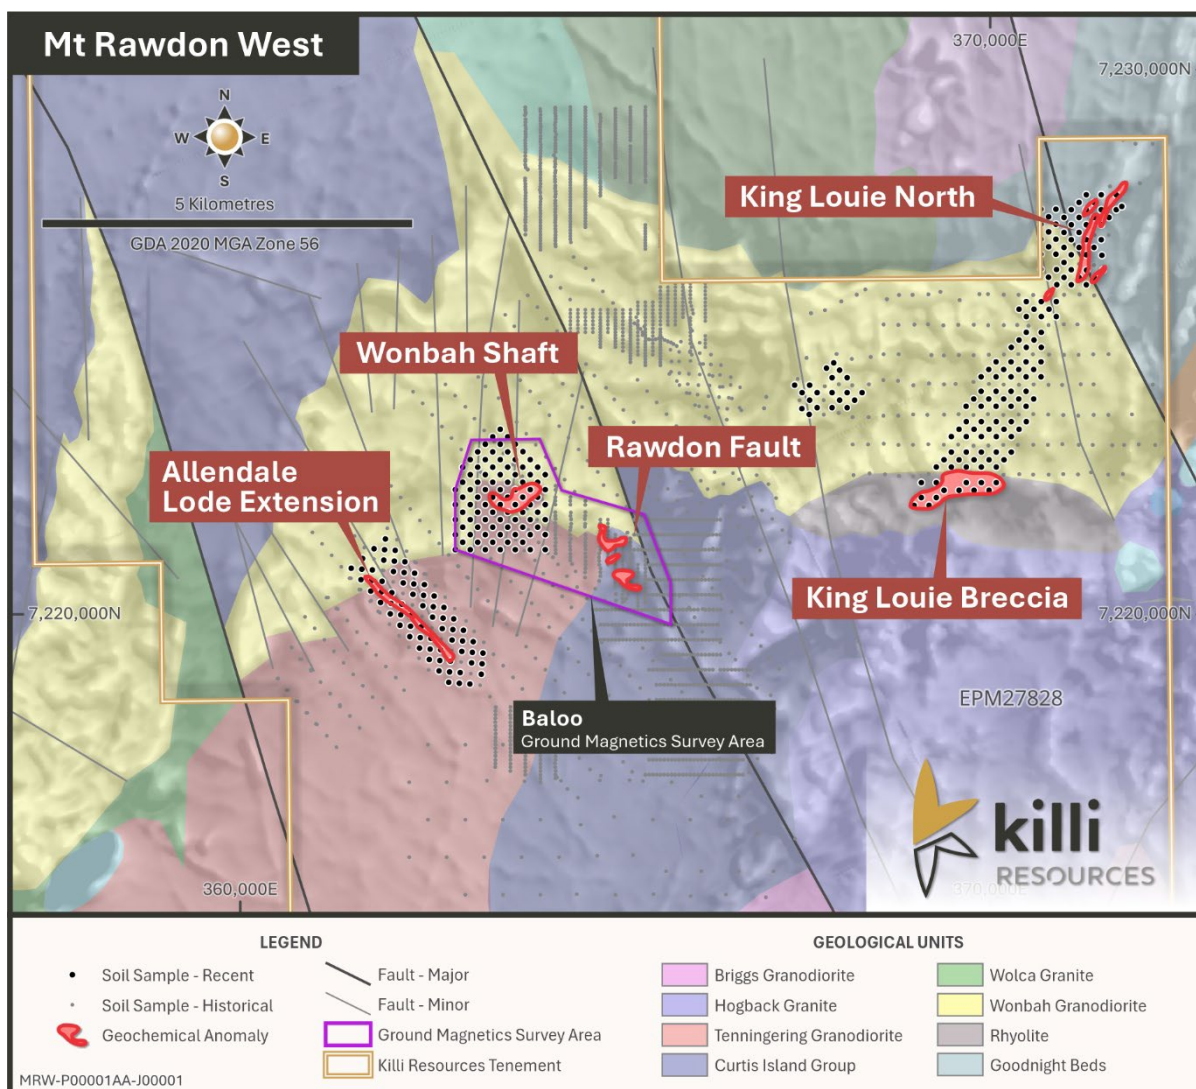 Mt Rawdon West
370,000E
7,230,000N
N
W
E
S
5 Kilometres
GDA 2020 MGA Zone 56
King Louie North
Wonbah Shaft
Rawdon Fault
Allendale
Lode Extension
King Louie Breccia
7,220,000N
7,220,000N
EPM27828
Baloo
Ground Magnetics Survey Area
killi
RESOURCES
360,000E
370,000E
LEGEND
Soil Sample - Recent
Soil Sample - Historical
Geochemical Anomaly
Fault - Major
Fault - Minor
Ground Magnetics Survey Area
Killi Resources Tenement
GEOLOGICAL UNITS
Briggs Granodiorite
Hogback Granite
Tenningering Granodiorite
Curtis Island Group
Wolca Granite
Wonbah Granodiorite
Rhyolite
Goodnight Beds
MRW-P00001AA-J00001